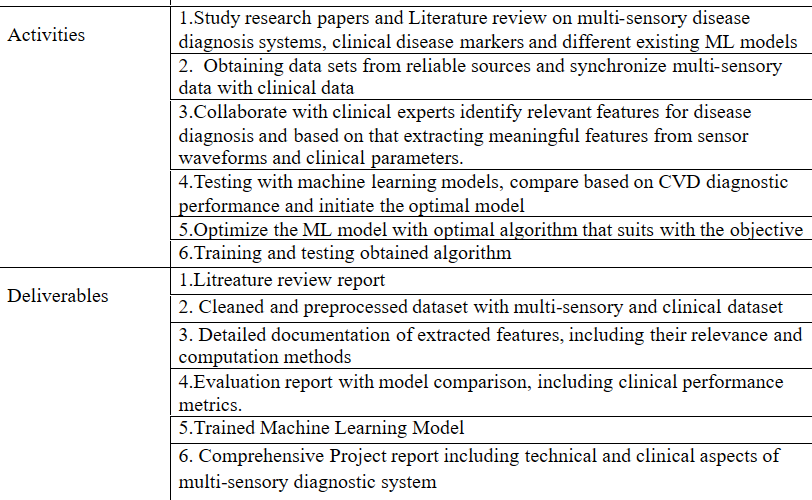 Activities
1.Study research papers and Literature review on multi-sensory disease
diagnosis systems, clinical disease markers and different existing ML models
2. Obtaining data sets from reliable sources and synchronize multi-sensory
data with clinical data
3.Collaborate with clinical experts identify relevant features for disease
diagnosis and based on that extracting meaningful features from sensor
waveforms and clinical parameters.
4.Testing with machine learning models, compare based on CVD diagnostic
performance and initiate the optimal model
5.Optimize the ML model with optimal algorithm that suits with the objective
6.Training and testing obtained algorithm
Deliverables
1.Litreature review report
2. Cleaned and preprocessed dataset with multi-sensory and clinical dataset
3. Detailed documentation of extracted features, including their relevance and
computation methods
4.Evaluation report with model comparison, including clinical performance
metrics.
5.Trained Machine Learning Model
6. Comprehensive Project report including technical and clinical aspects of
multi-sensory diagnostic system